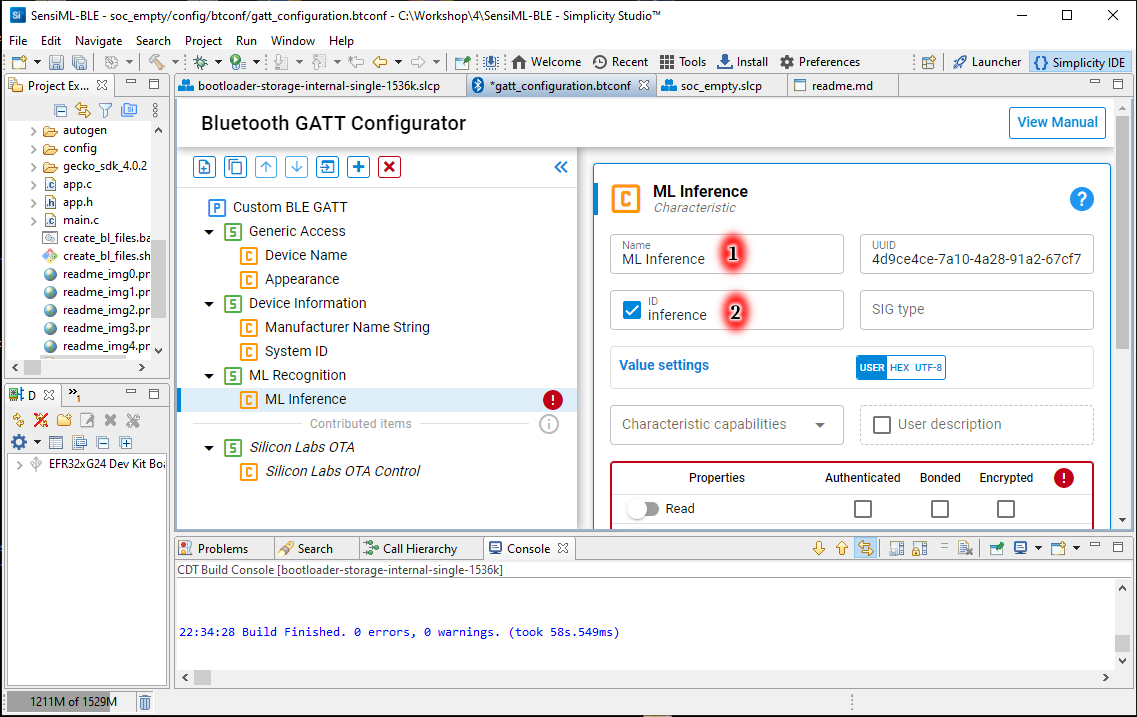 SensiML-BLE - soc_empty/config/btconf/gatt_configuration.btconf - C:\Workshop\4\SensiML-BLE - Simplicity Studio™
File Edit Navigate Search Project Run Window Help
Welcome Recent Tools Install Preferences Launcher {} Simplicity IDE
Project Ex...
autogen
config
gecko_sdk_4.0.2
app.c
app.h
main.c
create_bl_files.ba
create_bl_files.sh
readme_img0.pr
readme_img1.pr
readme_img2.pr
readme_img3.pr
readme_img4.pr
D
»1
EFR32xG24 Dev Kit Boa
bootloader-storage-internal-single-1536k.slcp *gatt_configuration.btconf soc_empty.slcp readme.md
Bluetooth GATT Configurator
View Manual
P Custom BLE GATT
S Generic Access
C Device Name
C Appearance
S Device Information
C Manufacturer Name String
C System ID
S ML Recognition
C ML Inference
Contributed items
S Silicon Labs OTA
C Silicon Labs OTA Control
C ML Inference
Characteristic
?
Name
ML Inference
1
UUID
4d9ce4ce-7a10-4a28-91a2-67cf7
ID
inference
2
SIG type
Value settings
USER HEX UTF-8
Characteristic capabilities
User description
Properties Authenticated Bonded Encrypted
Read
Problems Search Call Hierarchy Console
CDT Build Console [bootloader-storage-internal-single-1536k]
22:34:28 Build Finished. 0 errors, 0 warnings. (took 58s.549ms)
1211M of 1529M